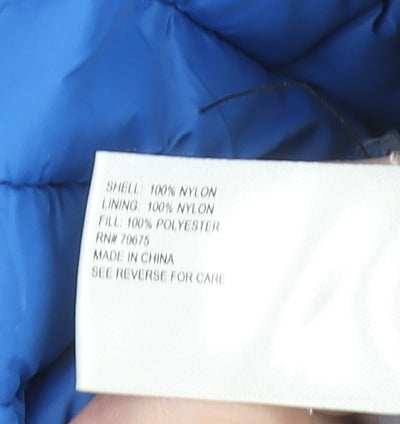 SHELL: 100% NYLON
LINING: 100% NYLON
FILL: 100% POLYESTER
RN# 79675
MADE IN CHINA
SEE REVERSE FOR CARE